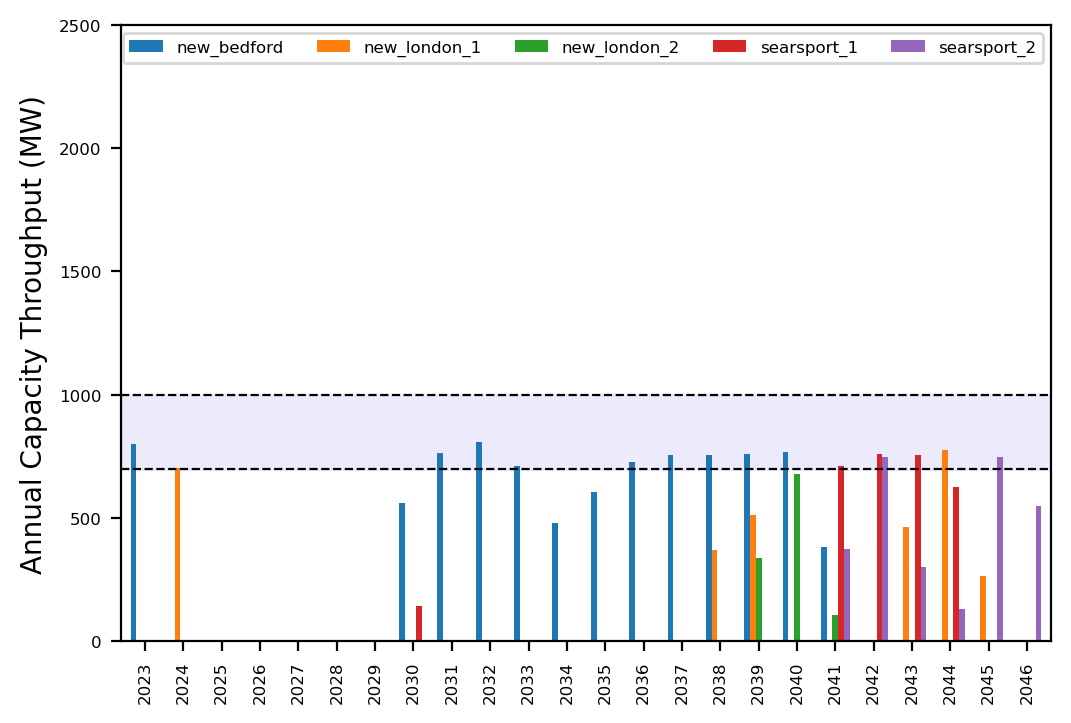 2500
new_bedford new_london_1 new_london_2 searsport_1 searsport_2
2000
1500
1000
500
0
Annual Capacity Throughput (MW)
2023 2024 2025 2026 2027 2028 2029 2030 2031 2032 2033 2034 2035 2036 2037 2038 2039 2040 2041 2042 2043 2044 2045 2046